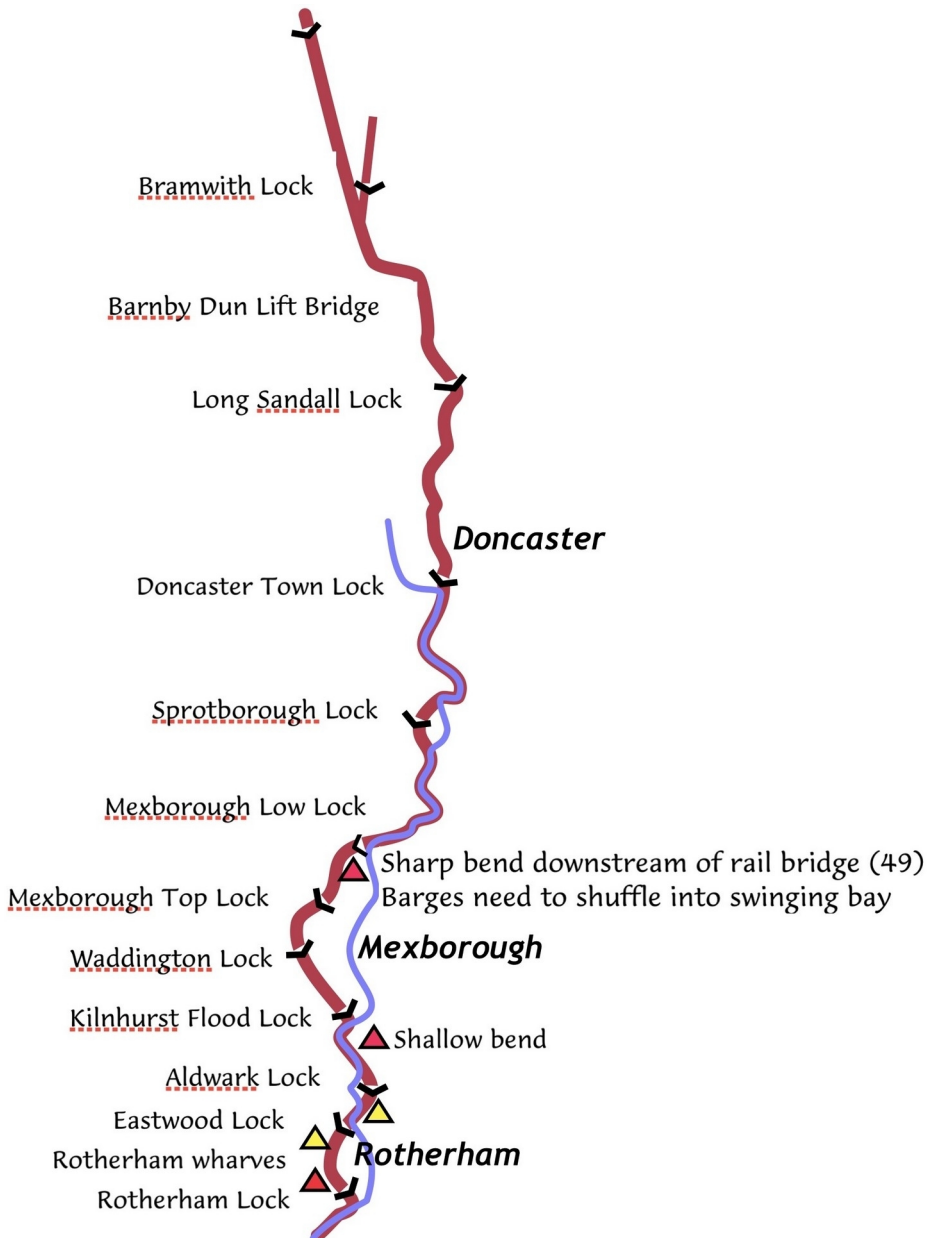 Bramwith Lock
Barnby Dun Lift Bridge
Long Sandall Lock
Doncaster
Doncaster Town Lock
Sprotborough Lock
Mexborough Low Lock
Sharp bend downstream of rail bridge (49)
Barges need to shuffle into swinging bay
Mexborough Top Lock
Mexborough
Waddington Lock
Kilnhurst Flood Lock
Shallow bend
Aldwark Lock
Eastwood Lock
Rotherham
Rotherham wharves
Rotherham Lock